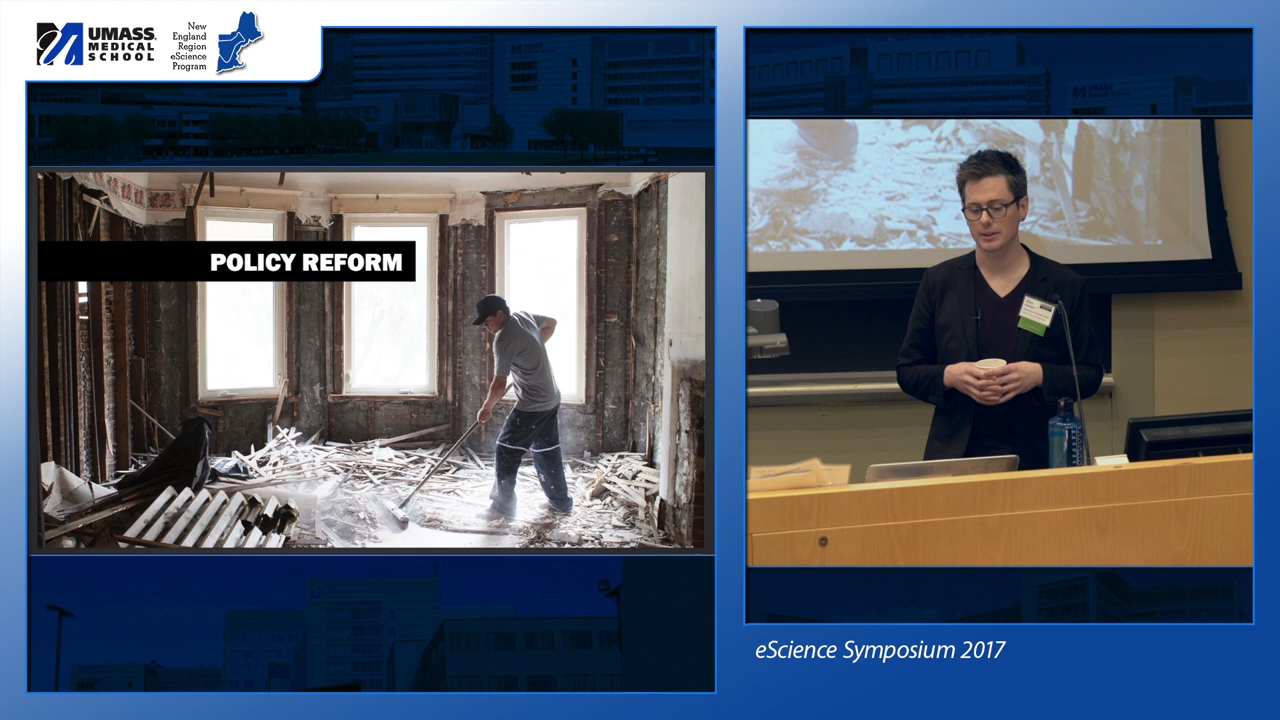 UMASS
MEDICAL
SCHOOL
New
England
Region
eScience
Program
POLICY REFORM
eScience Symposium 2017